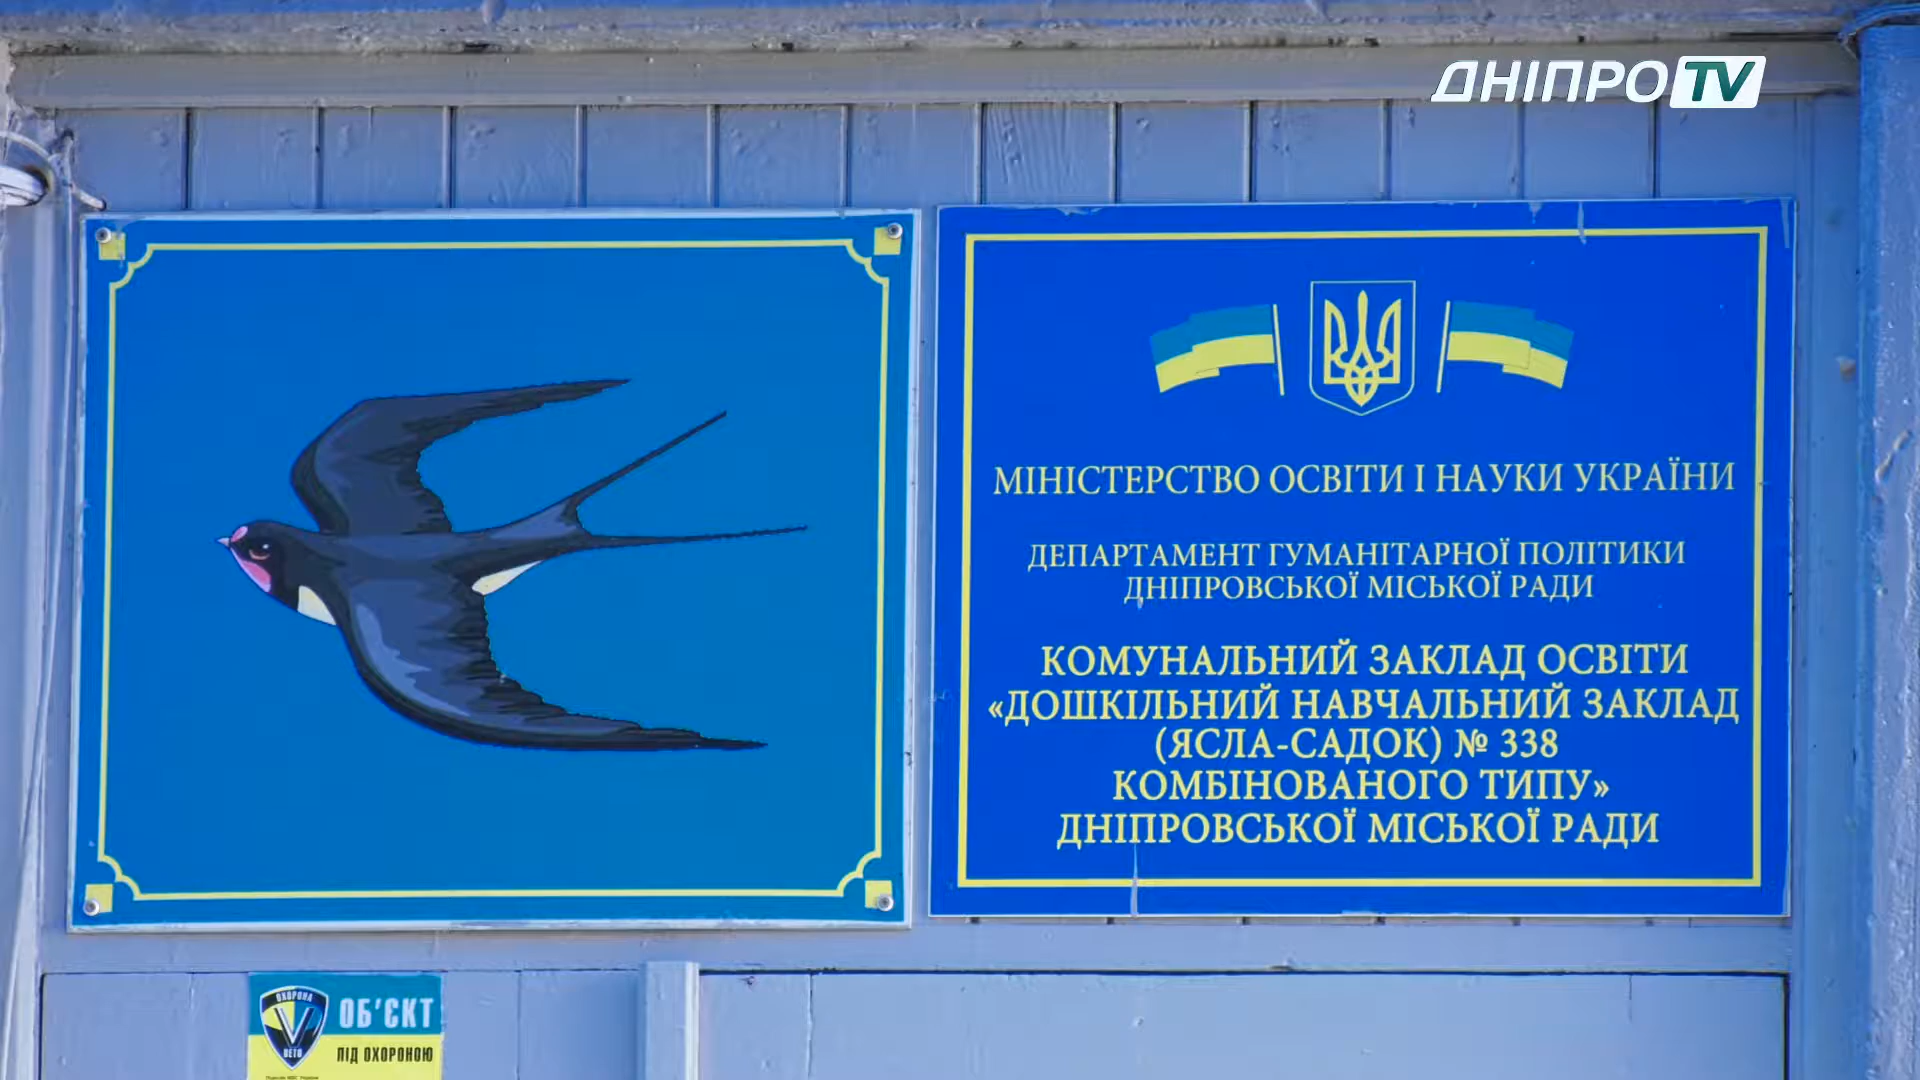 ДНІПРО TV
МІНІСТЕРСТВО ОСВІТИ І НАУКИ УКРАЇНИ
ДЕПАРТАМЕНТ ГУМАНІТАРНОЇ ПОЛІТИКИ
ДНІПРОВСЬКОЇ МІСЬКОЇ РАДИ
КОМУНАЛЬНИЙ ЗАКЛАД ОСВІТИ
«ДОШКІЛЬНИЙ НАВЧАЛЬНИЙ ЗАКЛАД
(ЯСЛА-САДОК) № 338
КОМБІНОВАНОГО ТИПУ»
ДНІПРОВСЬКОЇ МІСЬКОЇ РАДИ
ОХОРОНА
ВЕТО
ОБ'ЄКТ
ПІД ОХОРОНОЮ